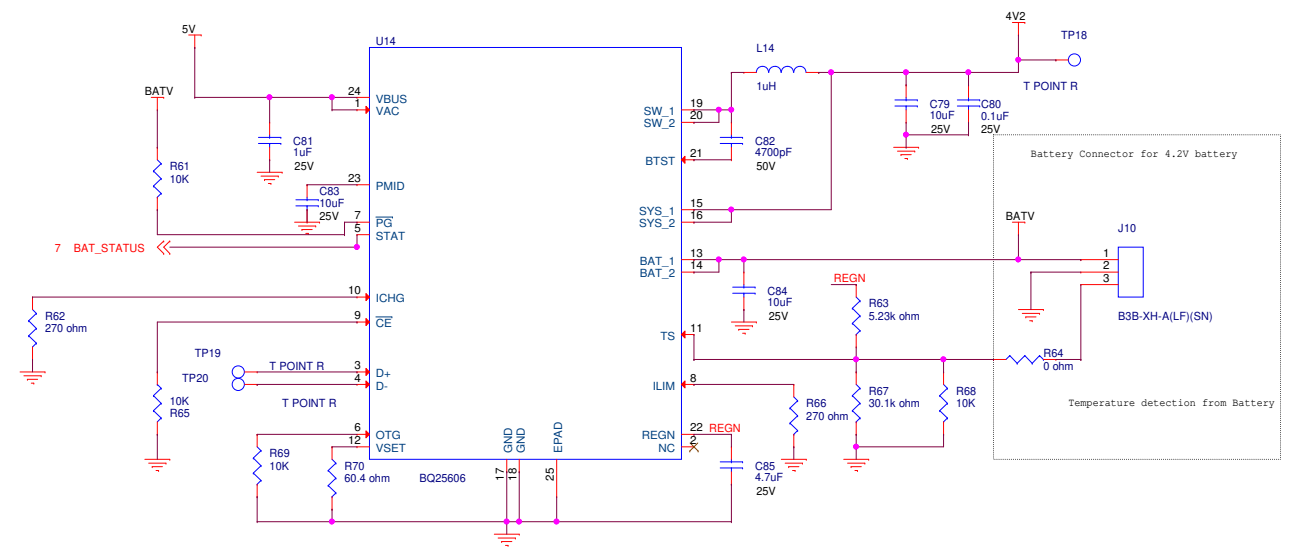 5V
U14
4V2
TP18
T POINT R
L14
1uH
BATV
24
VBUS
1
VAC
C81
1uF
25V
R61
10K
23
PMID
C83
10uF
25V
7
PG
5
STAT
7 BAT_STATUS
10
ICHG
R62
270 ohm
9
CE
TP19
T POINT R
3
D+
TP20
4
D-
T POINT R
10K
R65
6
OTG
12
VSET
R69
10K
R70
60.4 ohm
GND
GND
EPAD
17
18
25
BQ25606
SW_1
19
SW_2
20
C82
4700pF
50V
BTST
21
C79
10uF
25V
C80
0.1uF
25V
SYS_1
15
SYS_2
16
BAT_1
13
BAT_2
14
C84
10uF
25V
TS
11
REGN
R63
5.23k ohm
ILIM
8
R66
270 ohm
R67
30.1k ohm
R68
10K
REGN
22
REGN
NC
2
C85
4.7uF
25V
Battery Connector for 4.2V battery
BATV
J10
1
2
3
B3B-XH-A(LF)(SN)
R64
0 ohm
Temperature detection from Battery